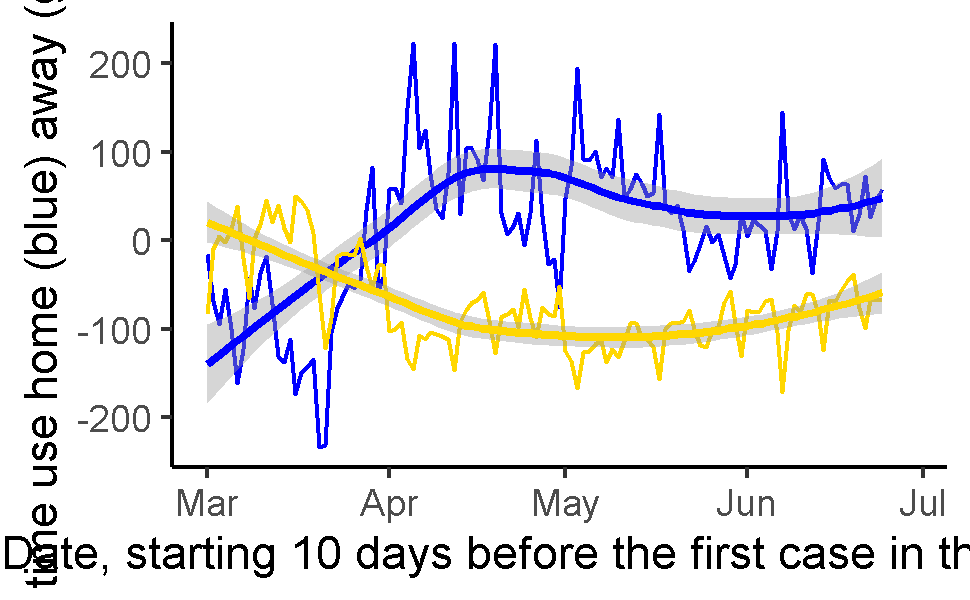 time use home (blue) away (
200
100
0
-100
-200
Mar Apr May Jun Jul
Date, starting 10 days before the first case in th